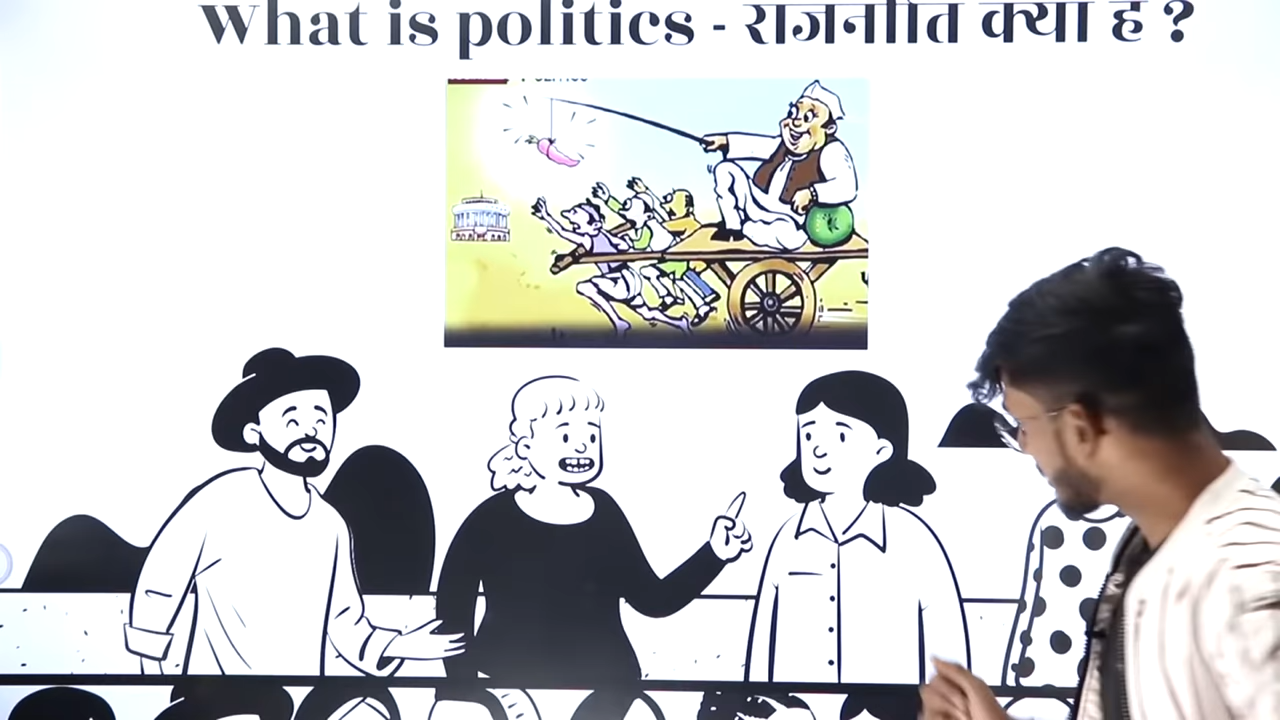 What is politics - राजनीति क्या है ?